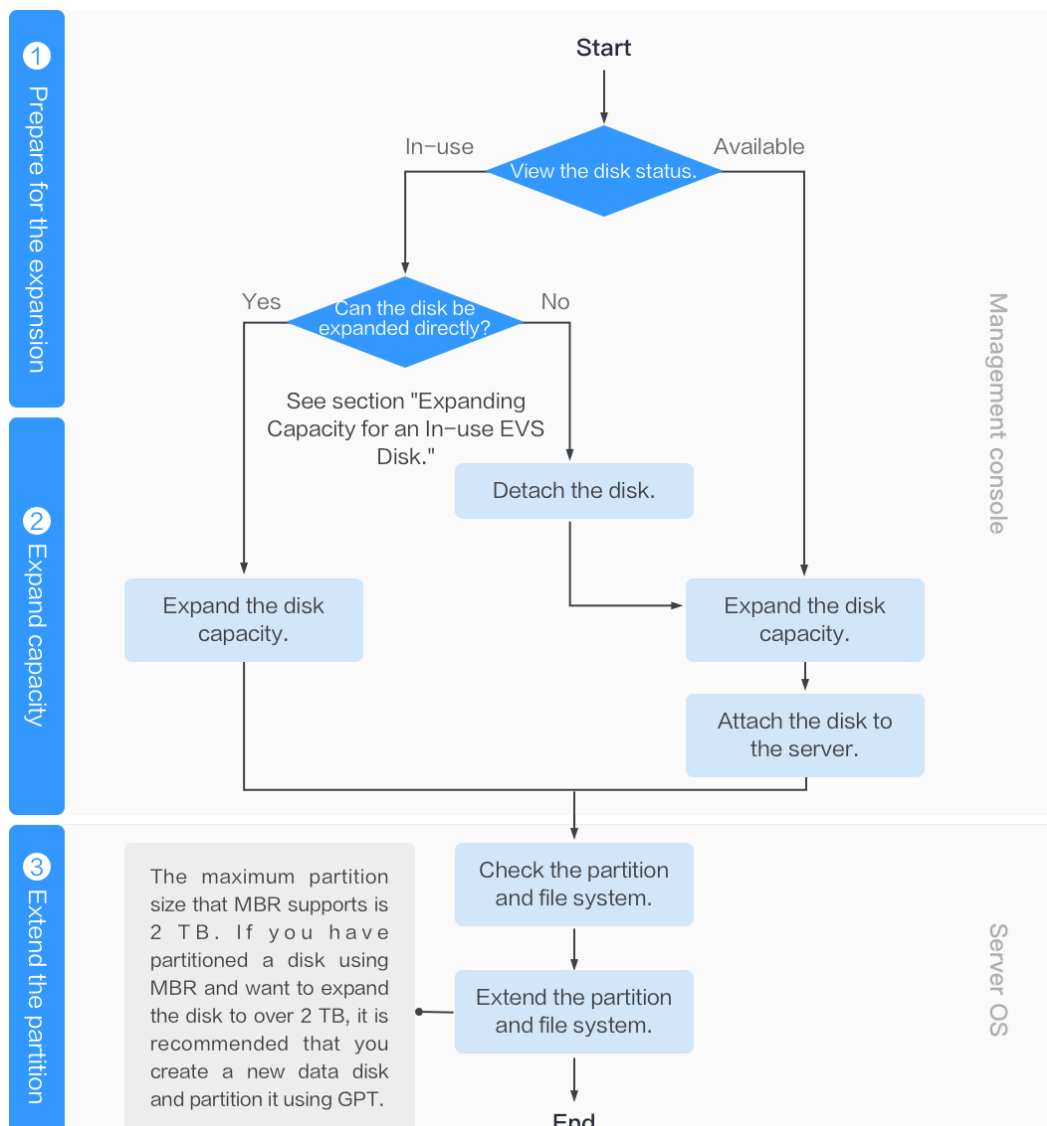 1 Prepare for the expansion
Start
In-use
Available
View the disk status.
Yes
Can the disk be
expanded directly?
No
See section "Expanding
Capacity for an In-use EVS
Disk."
Management console
2 Expand capacity
Detach the disk.
Expand the disk
capacity.
Expand the disk
capacity.
Attach the disk to
the server.
3 Extend the partition
The maximum partition
size that MBR supports is
2 TB. If you have
partitioned a disk using
MBR and want to expand
the disk to over 2 TB, it is
recommended that you
create a new data disk
and partition it using GPT.
Check the partition
and file system.
Extend the partition
and file system.
Server OS
End